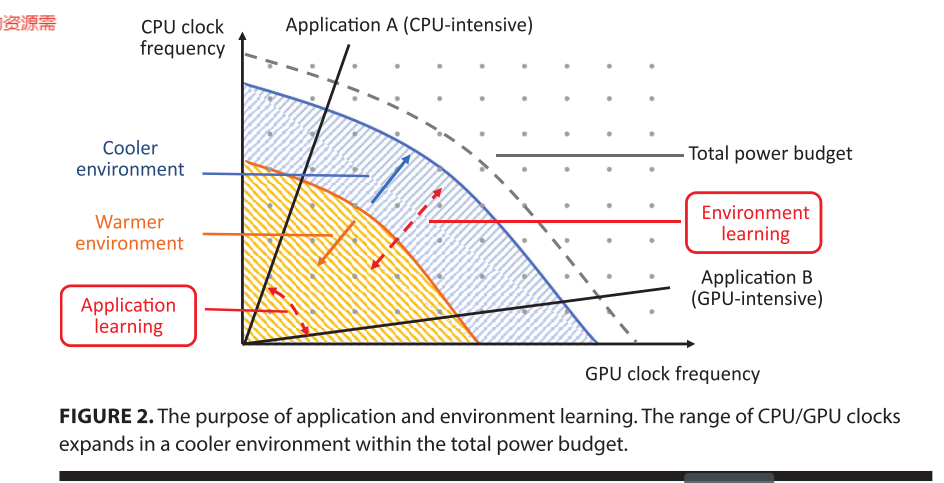 的资源需
CPU clock
frequency
Application A (CPU-intensive)
Cooler
environment
Total power budget
Warmer
environment
Environment
learning
Application B
(GPU-intensive)
Application
learning
GPU clock frequency
FIGURE 2. The purpose of application and environment learning. The range of CPU/GPU clocks
expands in a cooler environment within the total power budget.